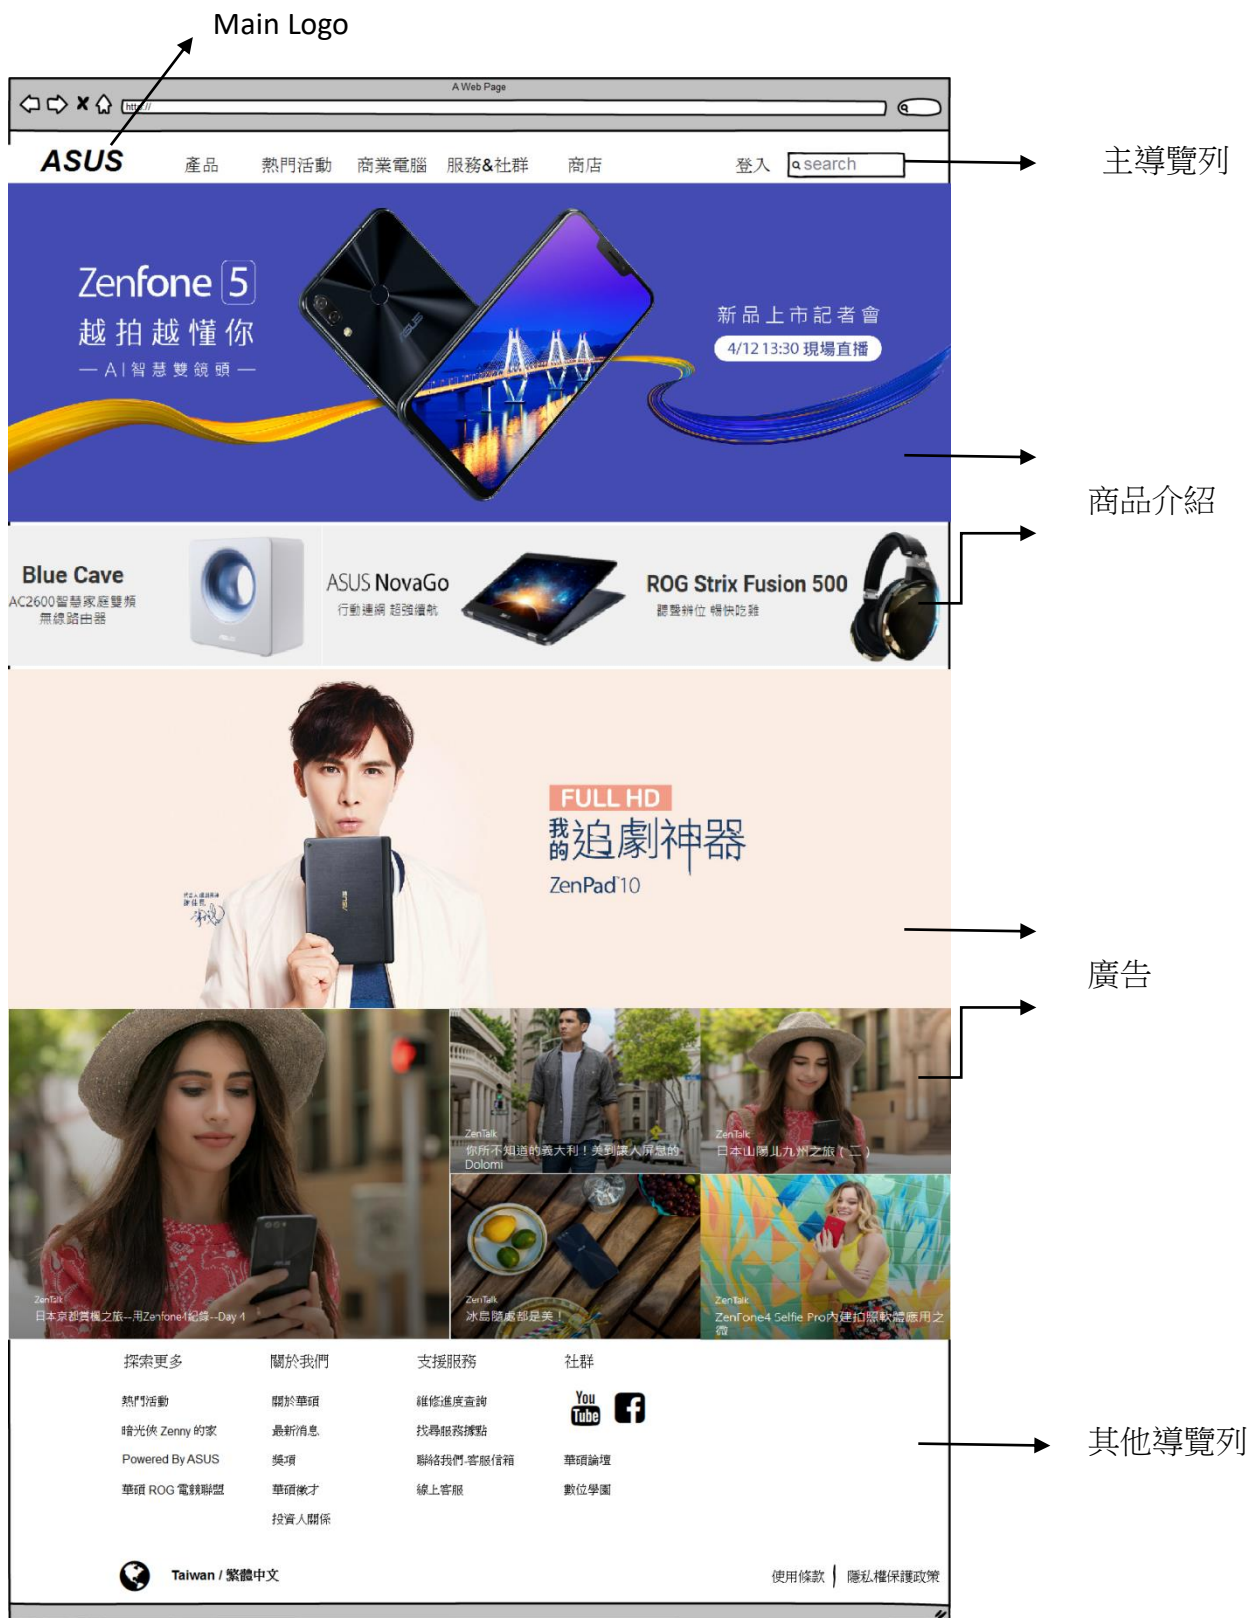 Main Logo
A Web Page
http://
ASUS
產品
熱門活動
商業電腦
服務&社群
商店
登入
search
主導覽列
Zenfone 5
越拍越懂你
— AI智慧雙鏡頭 —
ASUS
新品上市記者會
4/12 13:30 現場直播
商品介紹
Blue Cave
AC2600智慧家庭雙頻
無線路由器
ASUS NovaGo
行動連網 超強續航
ROG Strix Fusion 500
聽聲辨位 暢快吃雞
FULL HD
我的追劇神器
ZenPad 10
ASUS
廣告
ZenTalk
日本京都賞楓之旅--用Zenfone4紀錄--Day 4
ZenTalk
你所不知道的義大利！美到讓人屏息的
Dolomi
ZenTalk
日本山陽北九州之旅（二）
ZenTalk
冰島隨處都是美！
ZenTalk
ZenFone4 Selfie Pro內建拍照軟體應用之
微
探索更多
熱門活動
暗光俠 Zenny 的家
Powered By ASUS
華碩 ROG 電競聯盟
關於我們
關於華碩
最新消息
獎項
華碩徵才
投資人關係
支援服務
維修進度查詢
找尋服務據點
聯絡我們-客服信箱
線上客服
社群
You
Tube
華碩論壇
數位學園
其他導覽列
Taiwan / 繁體中文
使用條款
隱私權保護政策